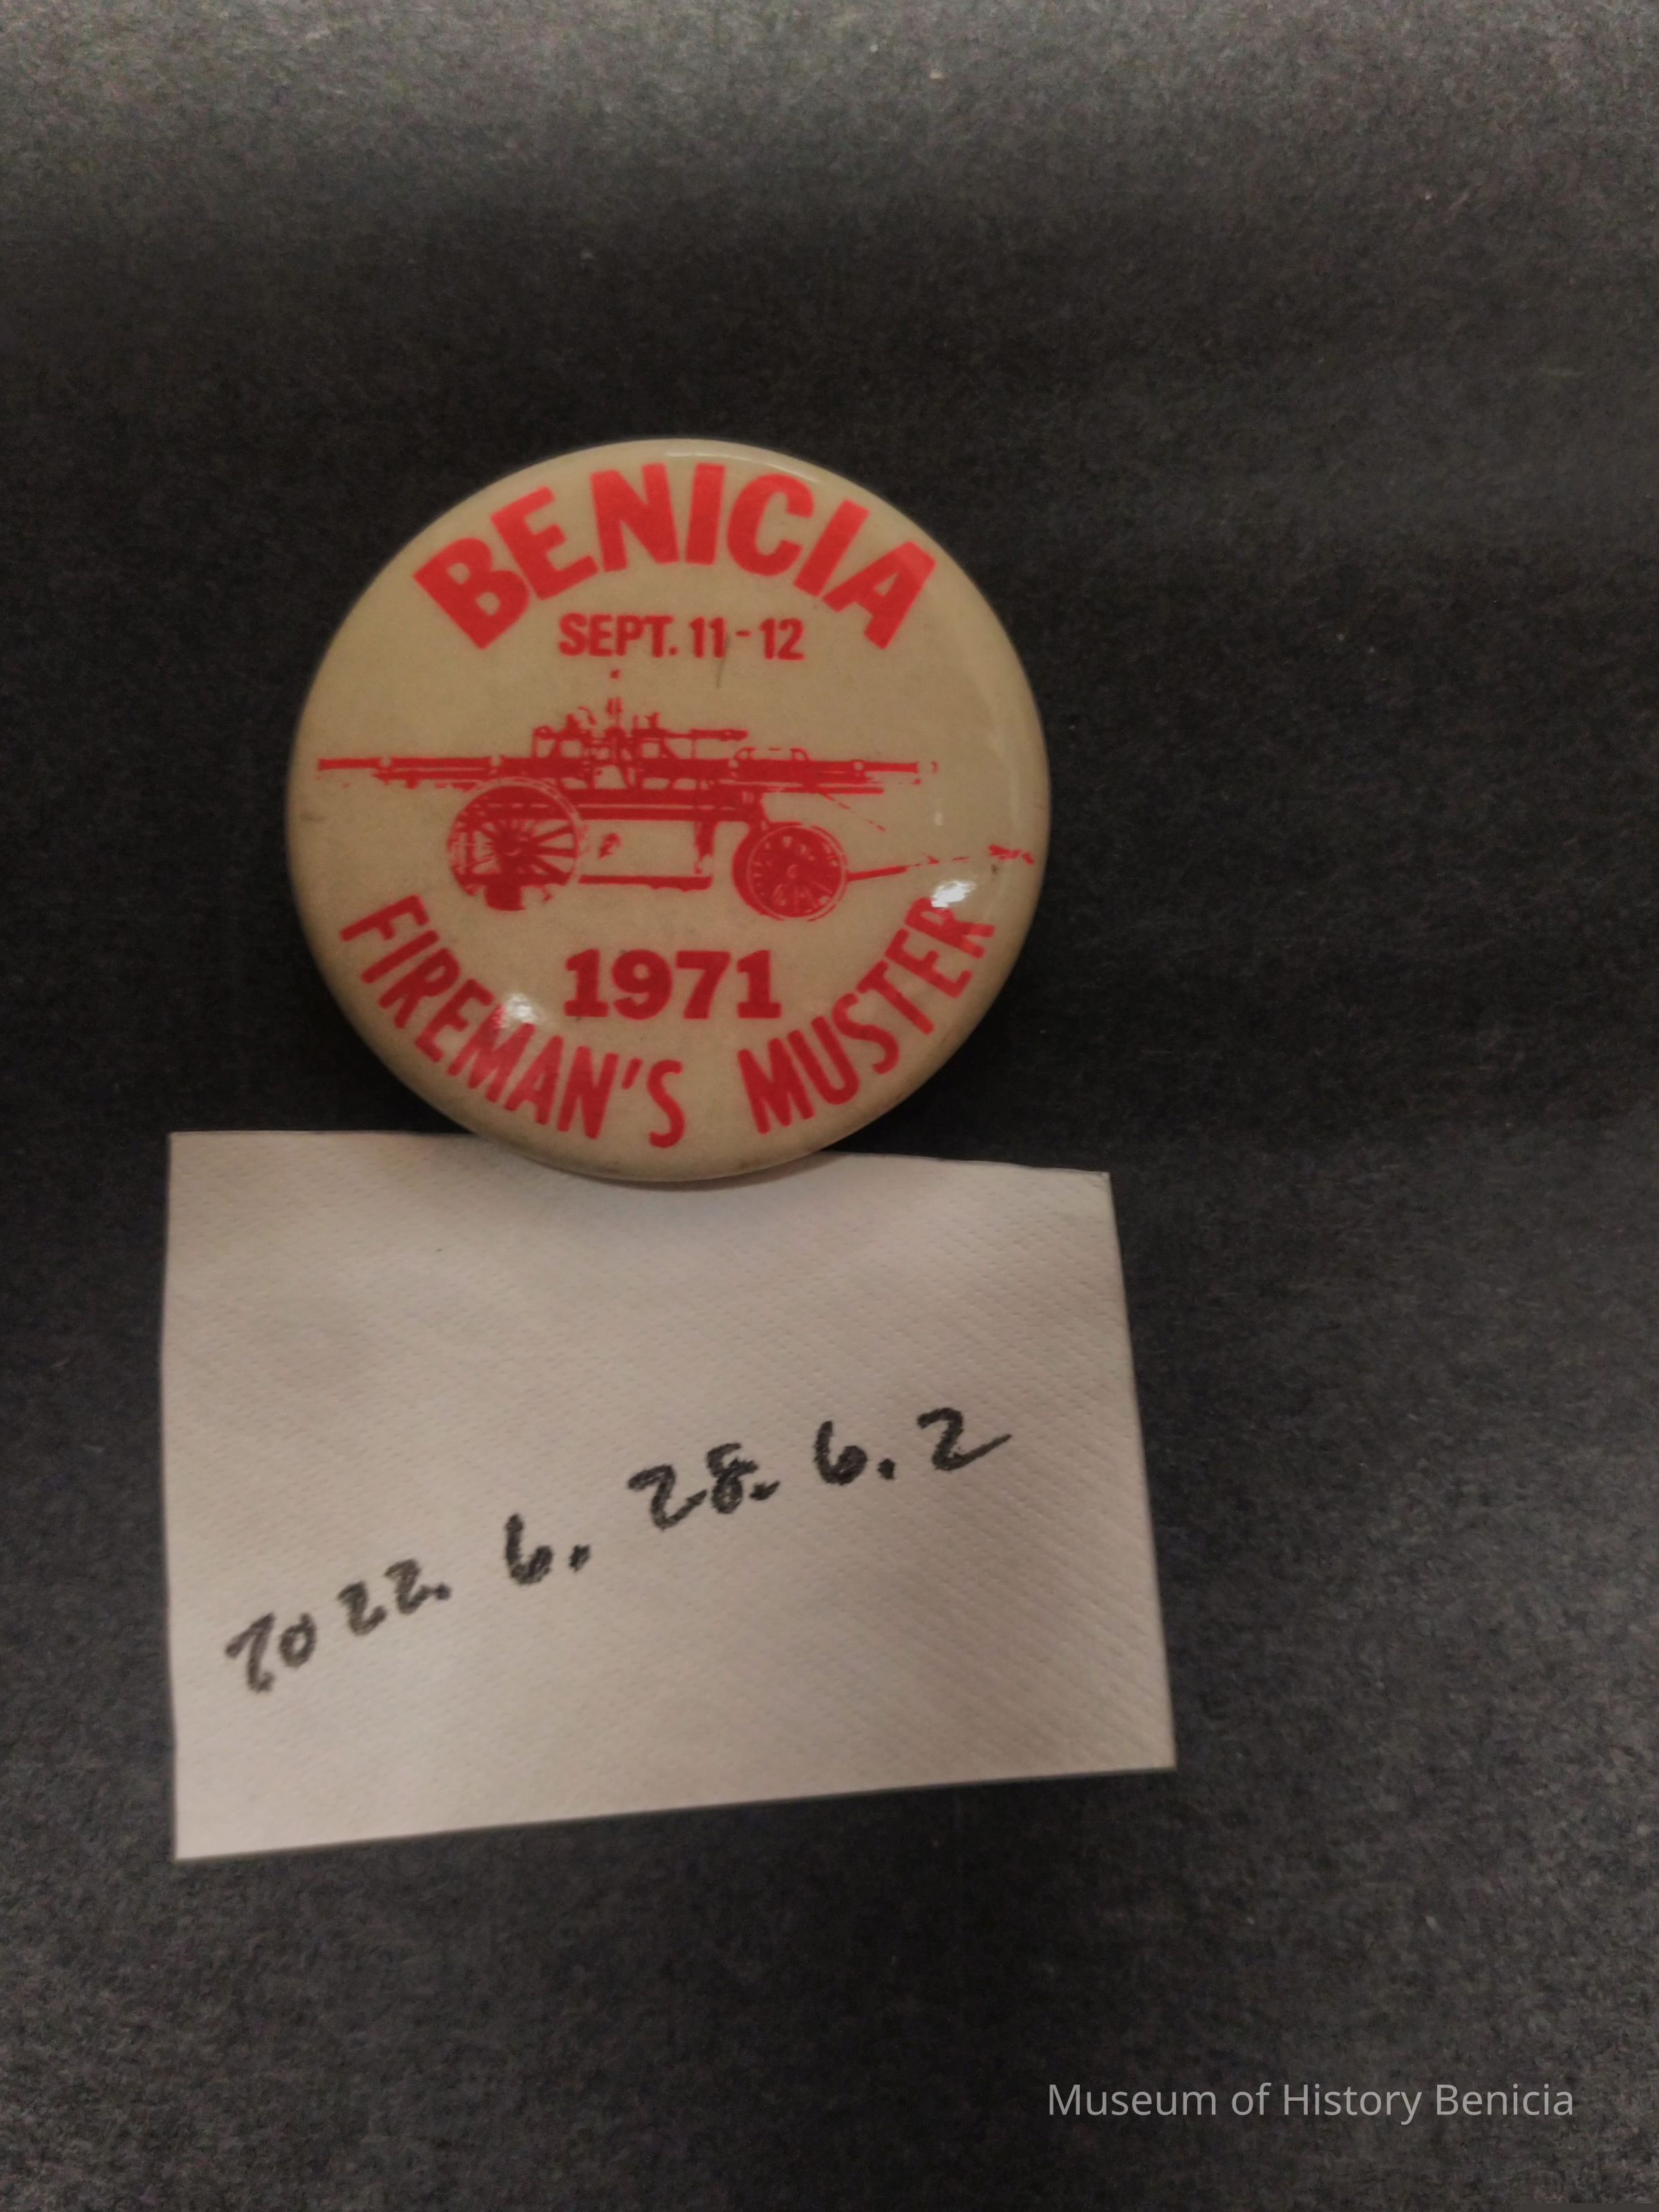 BENICIA
SEPT. 11-12
1971
FIREMAN'S MUSTER
2022. 6. 28. 6. 2
Museum of History Benicia